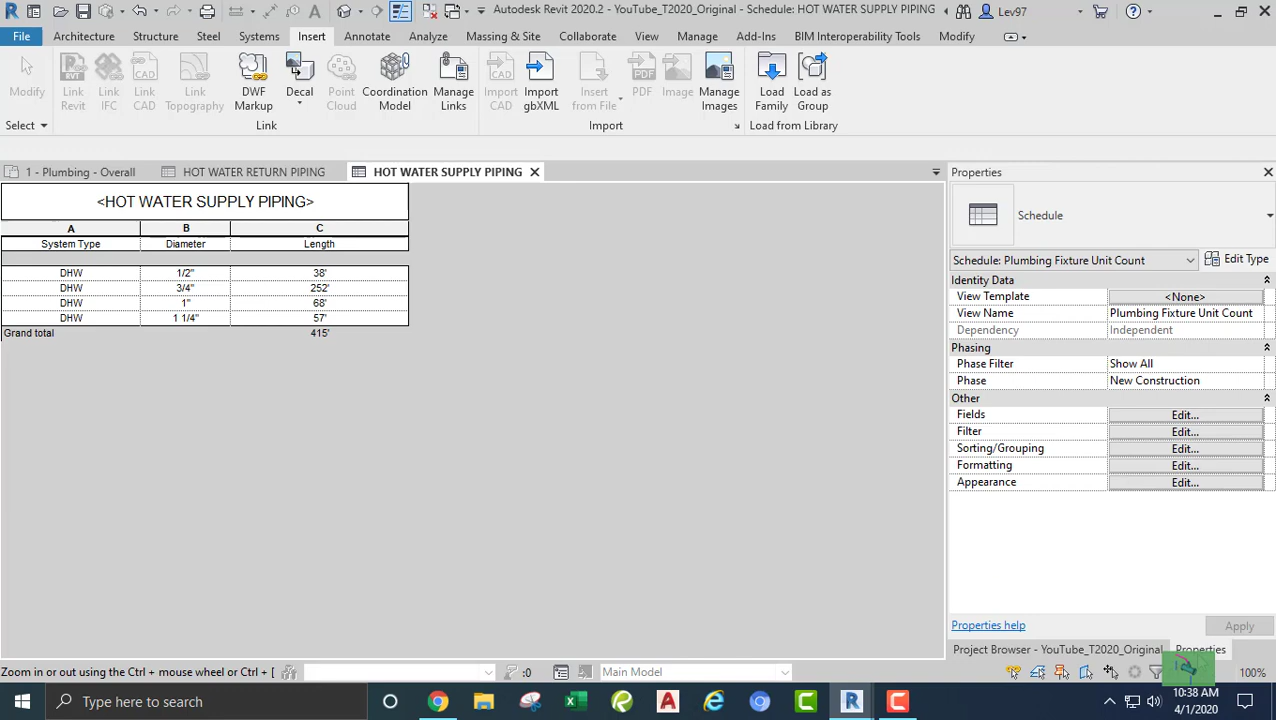 Autodesk Revit 2020.2 - YouTube_T2020_Original - Schedule: HOT WATER SUPPLY PIPING
Lev97
File Architecture Structure Steel Systems Insert Annotate Analyze Massing & Site Collaborate View Manage Add-Ins BIM Interoperability Tools Modify
Modify
Link Revit
Link IFC
Link CAD
Link Topography
DWF Markup
Decal
Point Cloud
Coordination Model
Manage Links
Import CAD
Import gbXML
Insert from File
PDF
Image
Manage Images
Load Family
Load as Group
Select Link Import Load from Library
1 - Plumbing - Overall HOT WATER RETURN PIPING HOT WATER SUPPLY PIPING
<HOT WATER SUPPLY PIPING>
A B C
System Type Diameter Length
DHW 1/2" 38'
DHW 3/4" 252'
DHW 1" 68'
DHW 1 1/4" 57'
Grand total 415'
Properties
Schedule
Schedule: Plumbing Fixture Unit Count Edit Type
Identity Data
View Template <None>
View Name Plumbing Fixture Unit Count
Dependency Independent
Phasing
Phase Filter Show All
Phase New Construction
Other
Fields Edit...
Filter Edit...
Sorting/Grouping Edit...
Formatting Edit...
Appearance Edit...
Properties help Apply
Project Browser - YouTube_T2020_Original Properties
Zoom in or out using the Ctrl + mouse wheel or Ctrl + [ :0 Main Model 100%
Type here to search
10:38 AM
4/1/2020